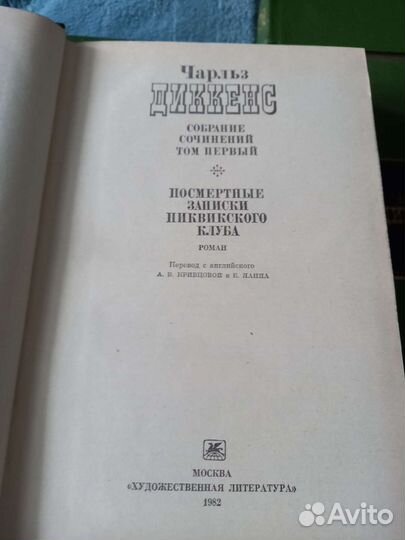 Чарльз
ДИККЕНС
СОБРАНИЕ
СОЧИНЕНИЙ
ТОМ ПЕРВЫЙ
ПОСМЕРТНЫЕ
ЗАПИСКИ
ПИКВИКСКОГО
КЛУБА
РОМАН
Перевод с английского
А. В. КРИВЦОВОЙ и Е. ЛАННА
МОСКВА
«ХУДОЖЕСТВЕННАЯ ЛИТЕРАТУРА»
1982
Avito